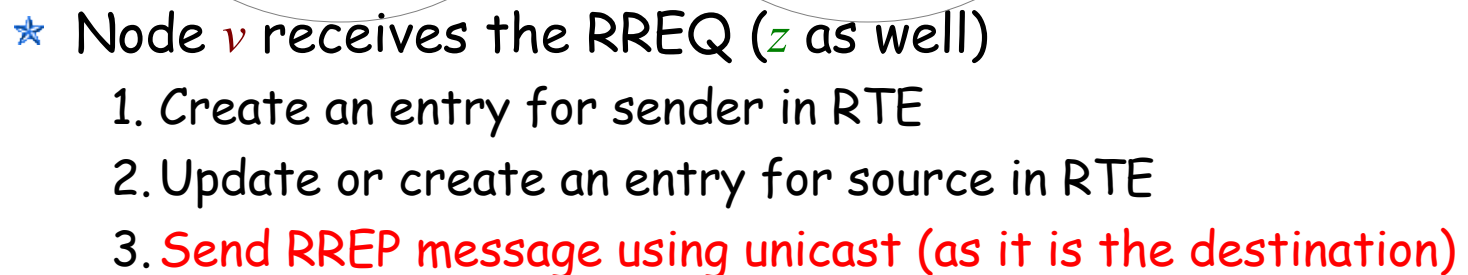 Node v receives the RREQ (z as well)
1. Create an entry for sender in RTE
2. Update or create an entry for source in RTE
3. Send RREP message using unicast (as it is the destination)